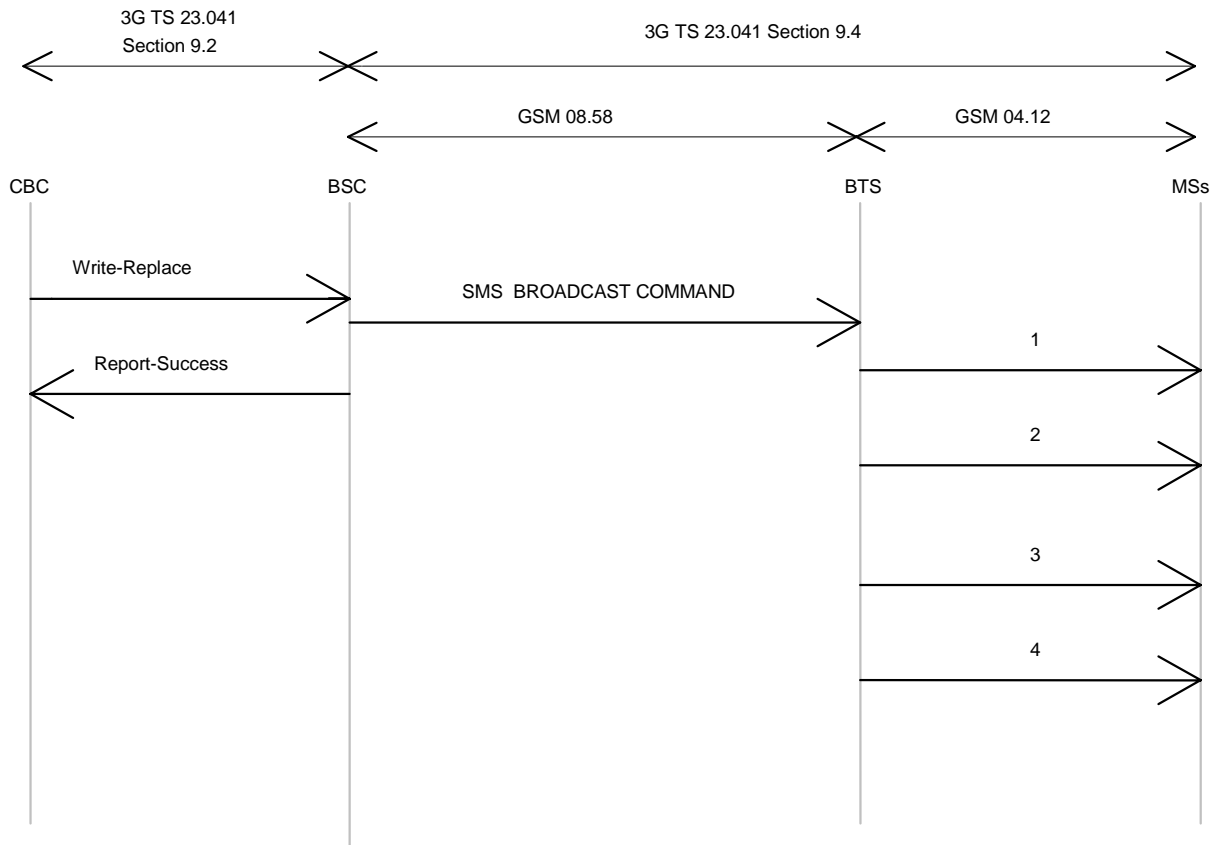 3G TS 23.041
Section 9.2
3G TS 23.041 Section 9.4
GSM 08.58
GSM 04.12
CBC
BSC
BTS
MSs
Write-Replace
SMS BROADCAST COMMAND
1
Report-Success
2
3
4